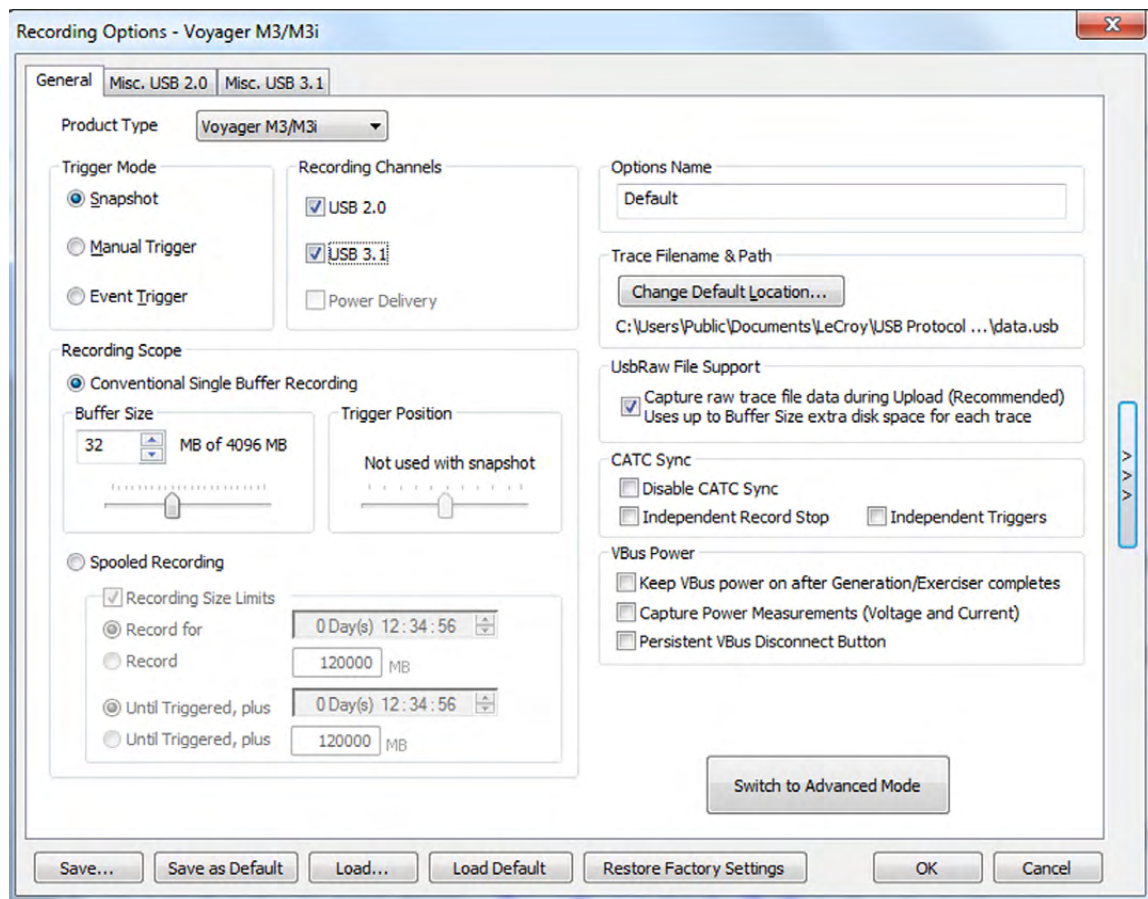 Recording Options - Voyager M3/M3i
General
Misc. USB 2.0
Misc. USB 3.1
Product Type
Voyager M3/M3i
Trigger Mode
Snapshot
Manual Trigger
Event Trigger
Recording Channels
USB 2.0
USB 3.1
Power Delivery
Recording Scope
Conventional Single Buffer Recording
Buffer Size
32 MB of 4096 MB
Trigger Position
Not used with snapshot
Spooled Recording
Recording Size Limits
Record for 0 Day(s) 12:34:56
Record 120000 MB
Until Triggered, plus 0 Day(s) 12:34:56
Until Triggered, plus 120000 MB
Options Name
Default
Trace Filename & Path
Change Default Location...
C:\Users\Public\Documents\LeCroy\USB Protocol ...\data.usb
UsbRaw File Support
Capture raw trace file data during Upload (Recommended)
Uses up to Buffer Size extra disk space for each trace
CATC Sync
Disable CATC Sync
Independent Record Stop
Independent Triggers
VBus Power
Keep VBus power on after Generation/Exerciser completes
Capture Power Measurements (Voltage and Current)
Persistent VBus Disconnect Button
Switch to Advanced Mode
>
>
>
Save...
Save as Default
Load...
Load Default
Restore Factory Settings
OK
Cancel